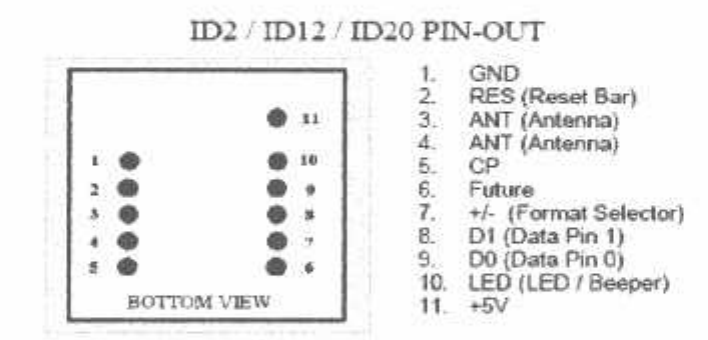 ID2 / ID12 / ID20 PIN-OUT
11
1 10
2 9
3 8
4 7
5 6
BOTTOM VIEW
1. GND
2. RES (Reset Bar)
3. ANT (Antenna)
4. ANT (Antenna)
5. CP
6. Future
7. +/- (Format Selector)
8. D1 (Data Pin 1)
9. D0 (Data Pin 0)
10. LED (LED / Beeper)
11. +5V